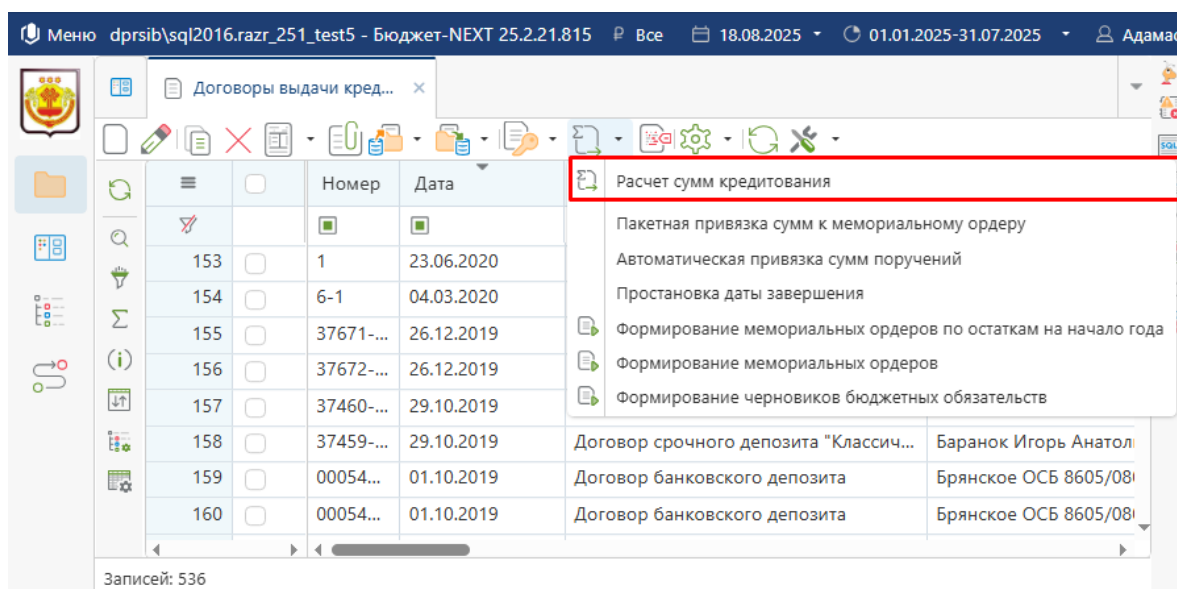 Меню dprsib\sql2016.razr_251_test5 - Бюджет-NEXT 25.2.21.815 ₽ Все 18.08.2025 01.01.2025-31.07.2025
Договоры выдачи кред... ×
SQL
Номер Дата
Расчет сумм кредитования
Пакетная привязка сумм к мемориальному ордеру
Автоматическая привязка сумм поручений
Простановка даты завершения
Формирование мемориальных ордеров по остаткам на начало года
Формирование мемориальных ордеров
Формирование черновиков бюджетных обязательств
153 1 23.06.2020
154 6-1 04.03.2020
155 37671-... 26.12.2019
156 37672-... 26.12.2019
157 37460-... 29.10.2019
158 37459-... 29.10.2019 Договор срочного депозита "Классич... Баранок Игорь Анатол
159 00054... 01.10.2019 Договор банковского депозита Брянское ОСБ 8605/08
160 00054... 01.10.2019 Договор банковского депозита Брянское ОСБ 8605/08
Записей: 536